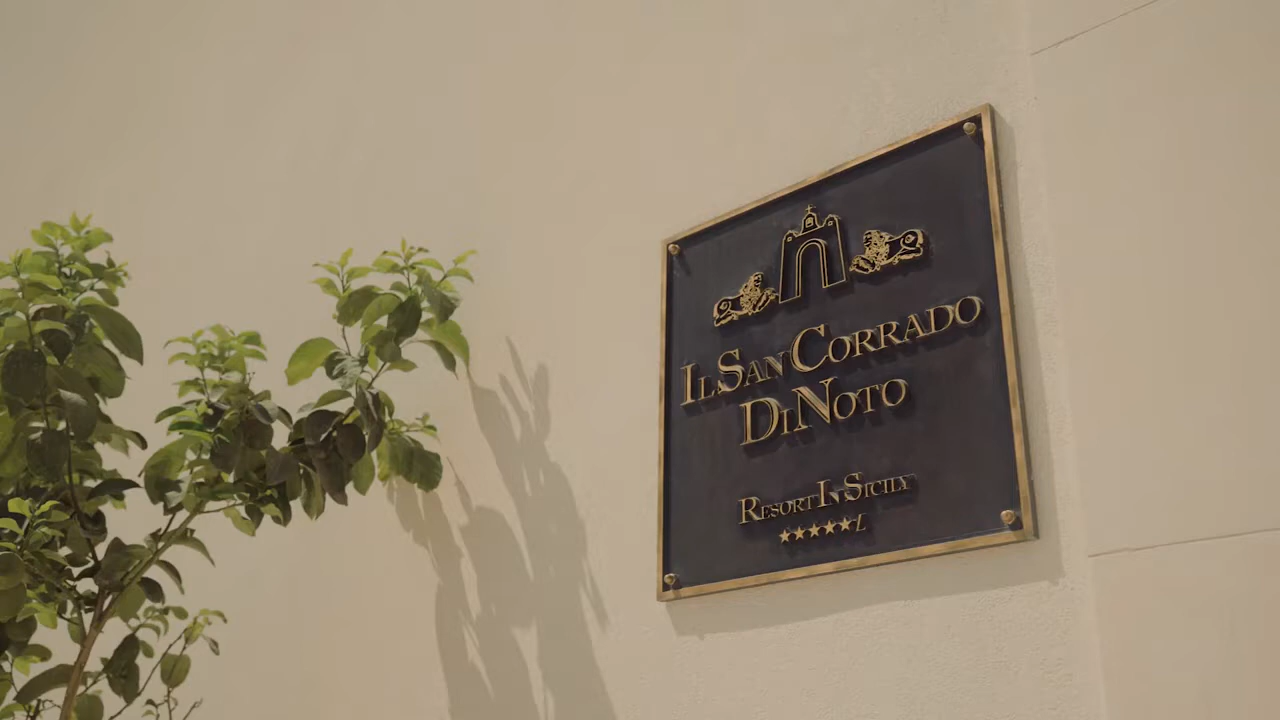 Il San Corrado
Di Noto
Resort In Sicily
★★★★★L